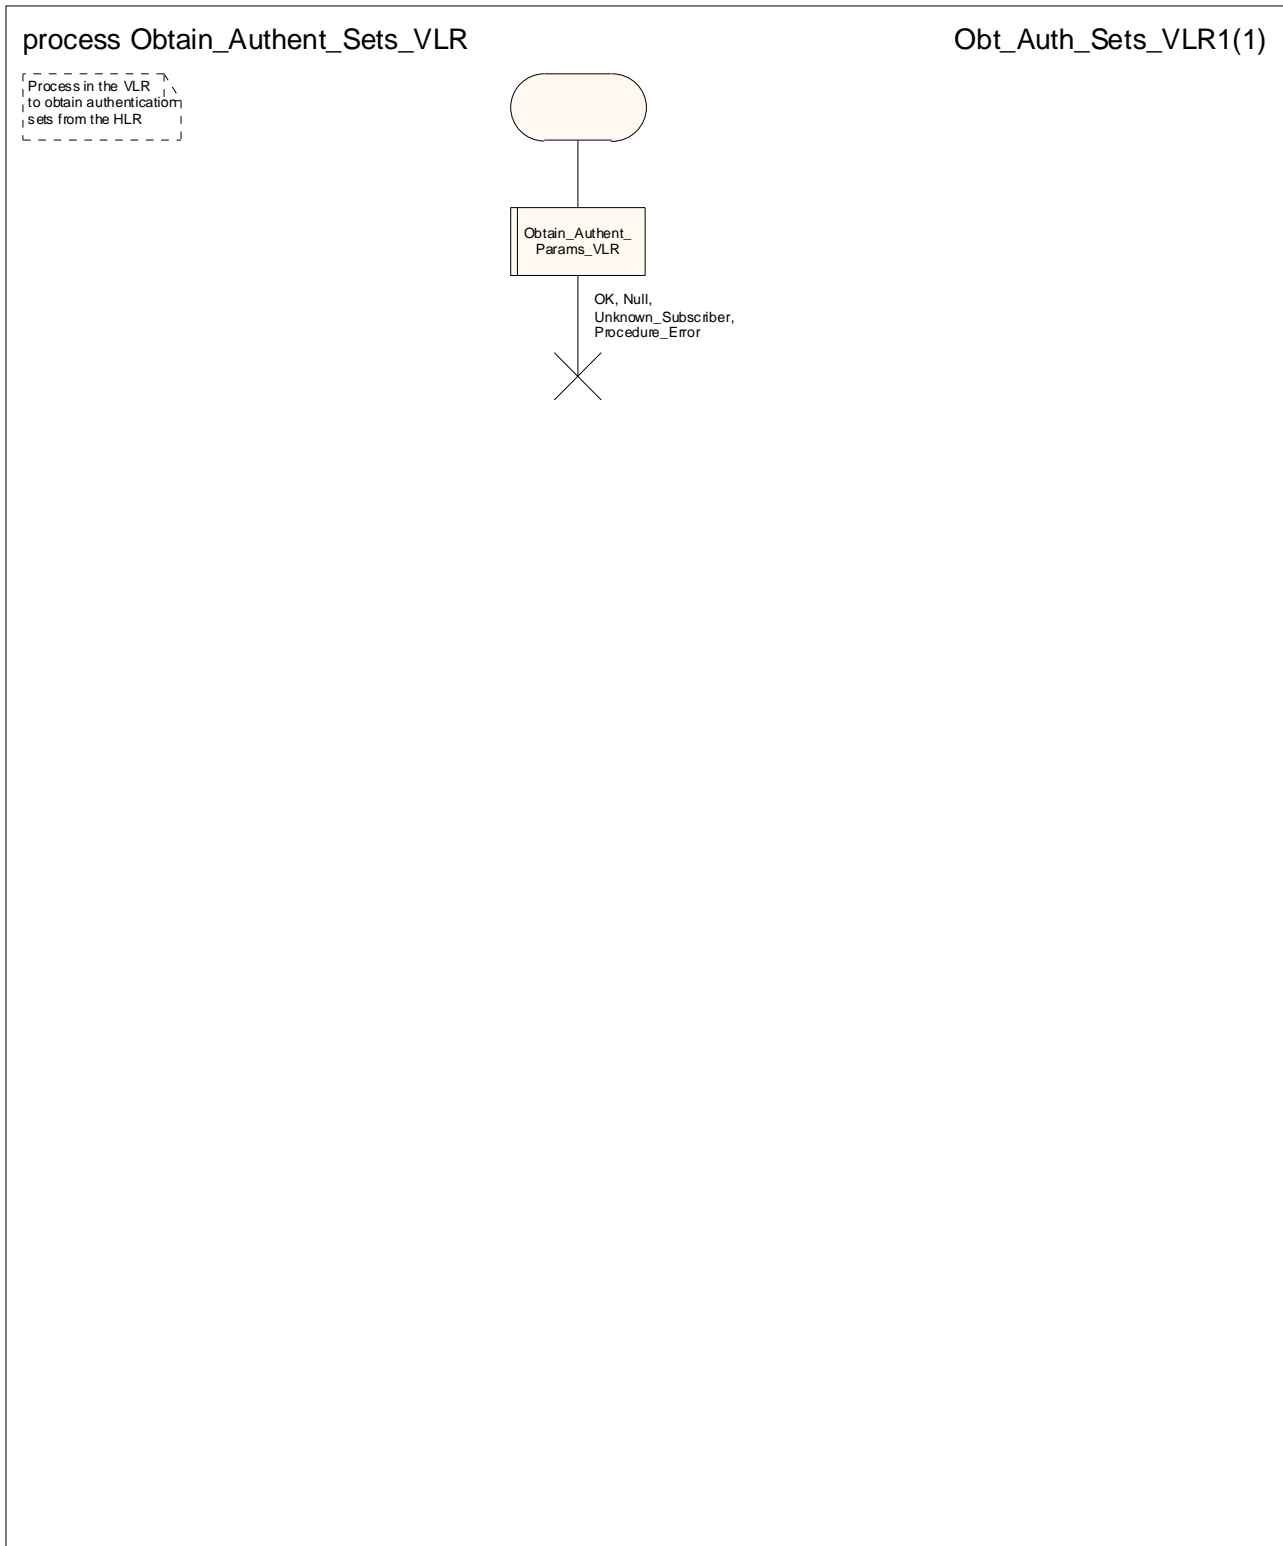 process Obtain_Authent_Sets_VLR
Obt_Auth_Sets_VLR1(1)
Process in the VLR
to obtain authentication
sets from the HLR
Obtain_Authent_
Params_VLR
OK, Null,
Unknown_Subscriber,
Procedure_Error